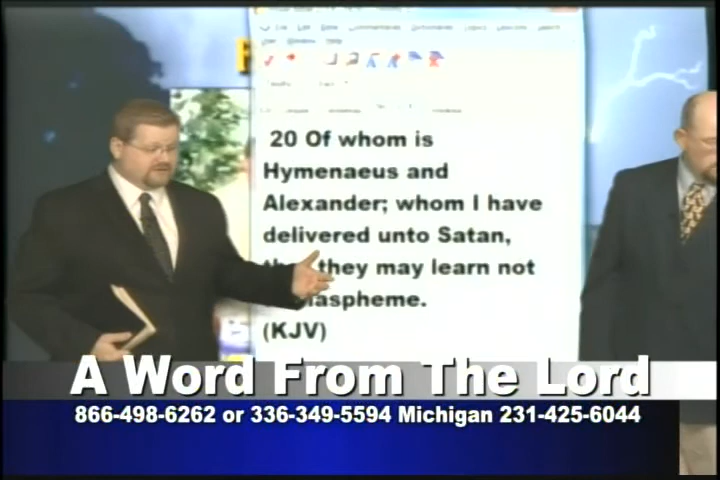 20 Of whom is
Hymenaeus and
Alexander; whom I have
delivered unto Satan,
they may learn not
(KJV)
A Word From The Lord
866-498-6262 or 336-349-5594 Michigan 231-425-6044